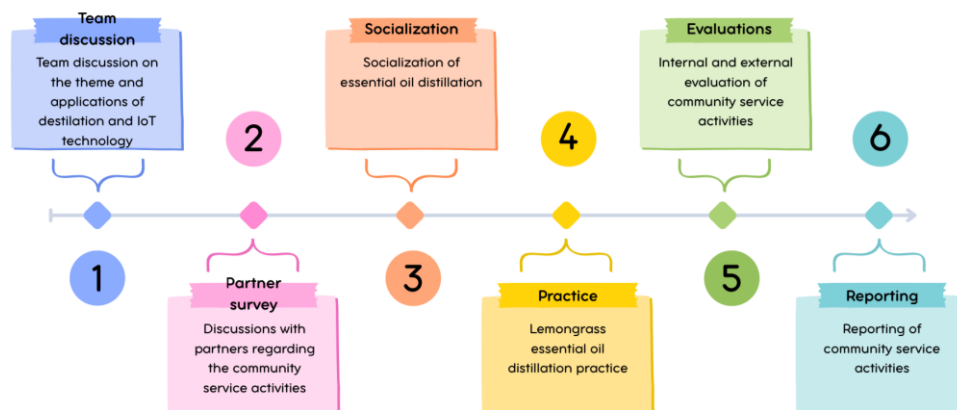 Team
discussion
Team discussion on
the theme and
applications of
destilation and IoT
technology
1
2
Partner
survey
Discussions with
partners regarding
the community
service activities
Socialization
Socialization of
essential oil distillation
3
4
Practice
Lemongrass
essential oil
distillation practice
Evaluations
Internal and external
evaluation of
community service
activities
5
6
Reporting
Reporting of
community service
activities